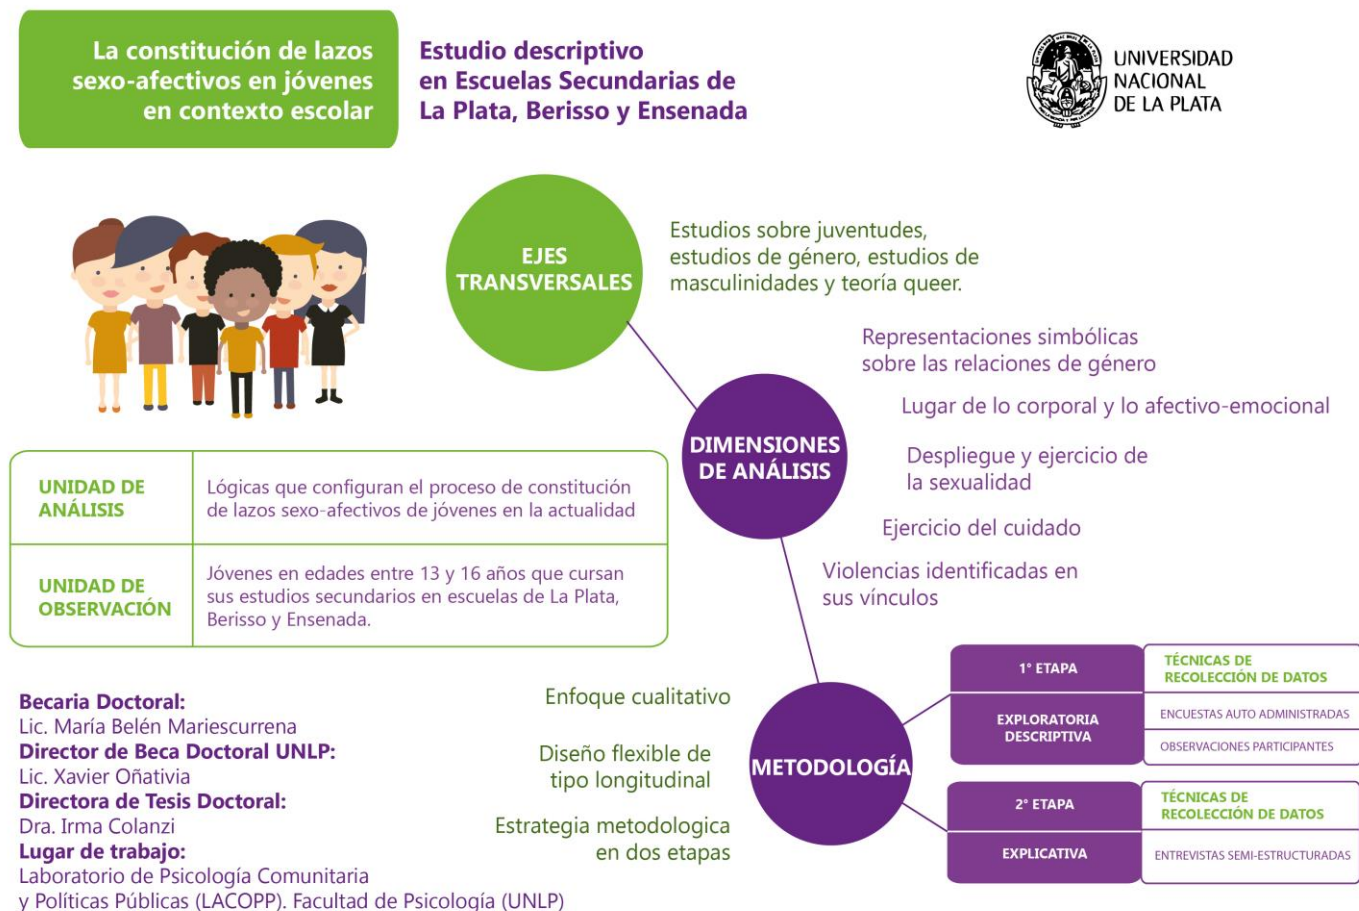 La constitución de lazos
sexo-afectivos en jóvenes
en contexto escolar
Estudio descriptivo
en Escuelas Secundarias de
La Plata, Berisso y Ensenada
UNIVERSIDAD
NACIONAL
DE LA PLATA
EJES
TRANSVERSALES
Estudios sobre juventudes,
estudios de género, estudios de
masculinidades y teoría queer.
DIMENSIONES
DE ANÁLISIS
Representaciones simbólicas
sobre las relaciones de género
Lugar de lo corporal y lo afectivo-emocional
Despliegue y ejercicio de
la sexualidad
Ejercicio del cuidado
Violencias identificadas en
sus vínculos
UNIDAD DE
ANÁLISIS
Lógicas que configuran el proceso de constitución
de lazos sexo-afectivos de jóvenes en la actualidad
UNIDAD DE
OBSERVACIÓN
Jóvenes en edades entre 13 y 16 años que cursan
sus estudios secundarios en escuelas de La Plata,
Berisso y Ensenada.
Becaria Doctoral:
Lic. María Belén Mariescurrena
Director de Beca Doctoral UNLP:
Lic. Xavier Oñativia
Directora de Tesis Doctoral:
Dra. Irma Colanzi
Lugar de trabajo:
Laboratorio de Psicología Comunitaria
y Políticas Públicas (LACOPP). Facultad de Psicología (UNLP)
METODOLOGÍA
Enfoque cualitativo
Diseño flexible de
tipo longitudinal
Estrategia metodologica
en dos etapas
1° ETAPA
TÉCNICAS DE
RECOLECCIÓN DE DATOS
EXPLORATORIA
DESCRIPTIVA
ENCUESTAS AUTO ADMINISTRADAS
OBSERVACIONES PARTICIPANTES
2° ETAPA
TÉCNICAS DE
RECOLECCIÓN DE DATOS
EXPLICATIVA
ENTREVISTAS SEMI-ESTRUCTURADAS